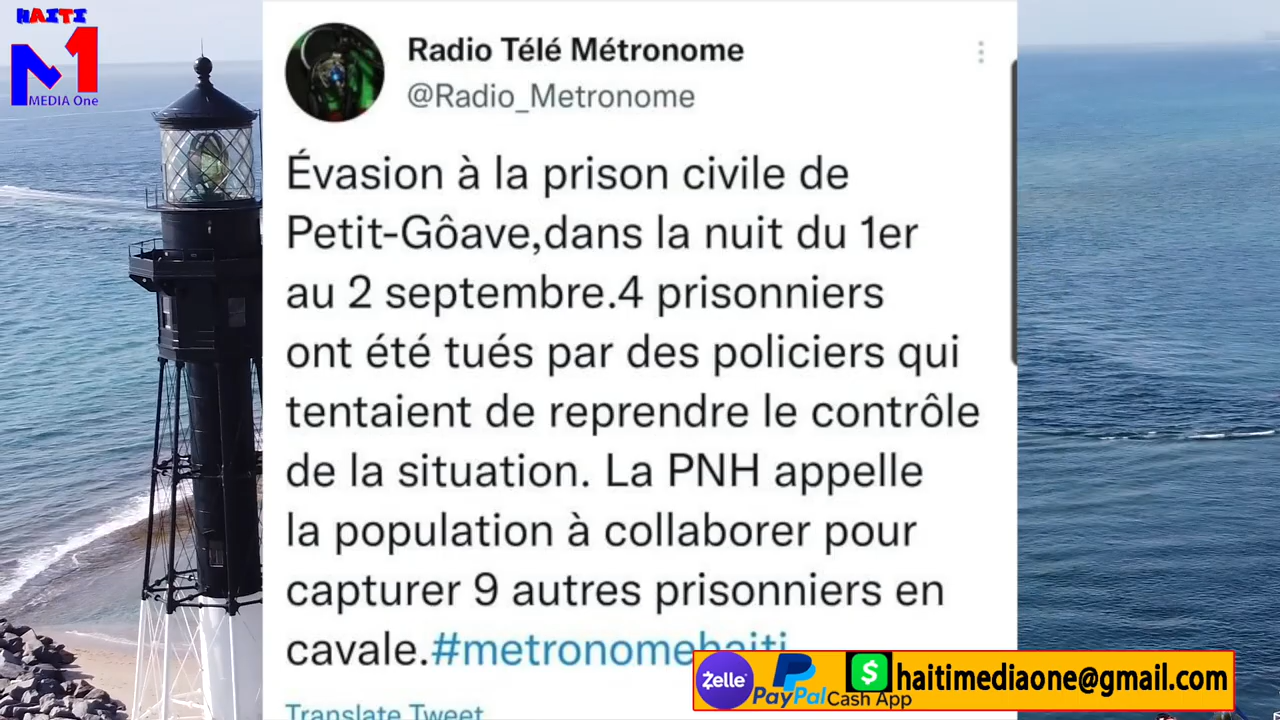 HAITI
M1
MEDIA One
Radio Télé Métronome
@Radio_Metronome
Évasion à la prison civile de
Petit-Gôave,dans la nuit du 1er
au 2 septembre.4 prisonniers
ont été tués par des policiers qui
tentaient de reprendre le contrôle
de la situation. La PNH appelle
la population à collaborer pour
capturer 9 autres prisonniers en
cavale.#metronomehaiti
Translate Tweet
Zelle
PayPal
$
Cash App
haitimediaone@gmail.com